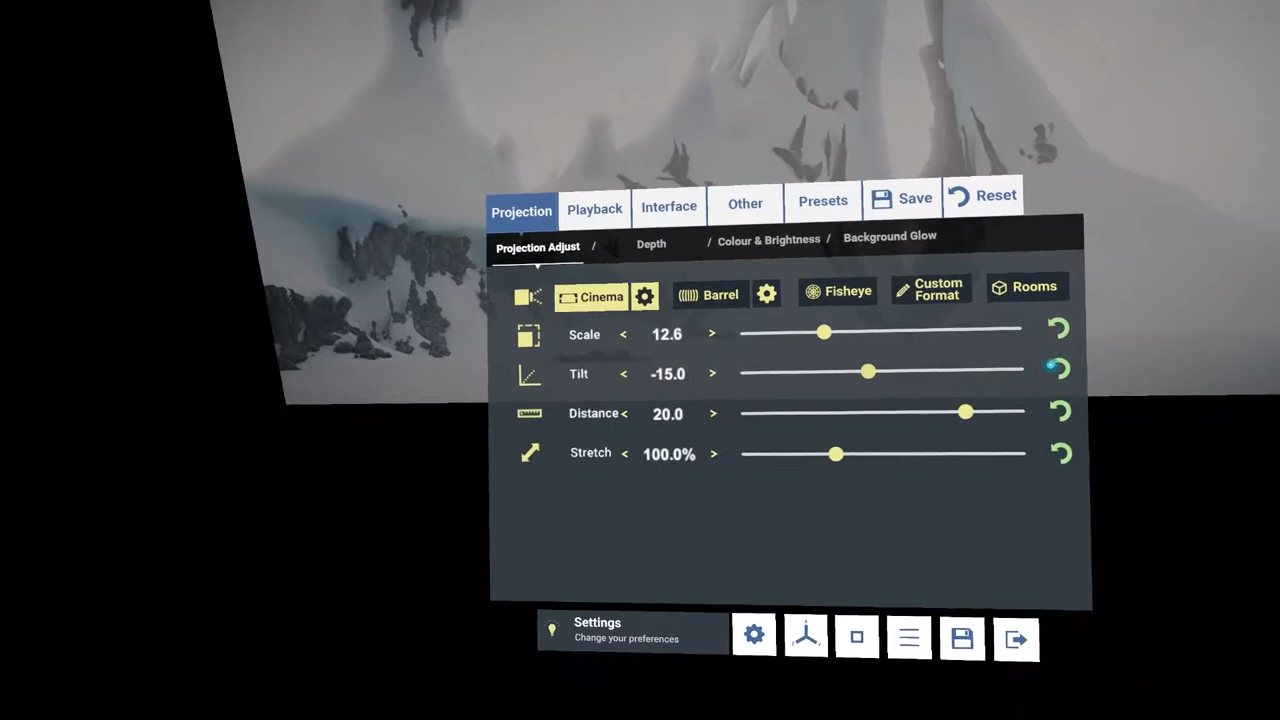 Projection Playback Interface Other Presets Save Reset
Projection Adjust / Depth / Colour & Brightness / Background Glow
Cinema Barrel Fisheye Custom Format Rooms
Scale < 12.6 >
Tilt < -15.0 >
Distance < 20.0 >
Stretch < 100.0% >
Settings
Change your preferences